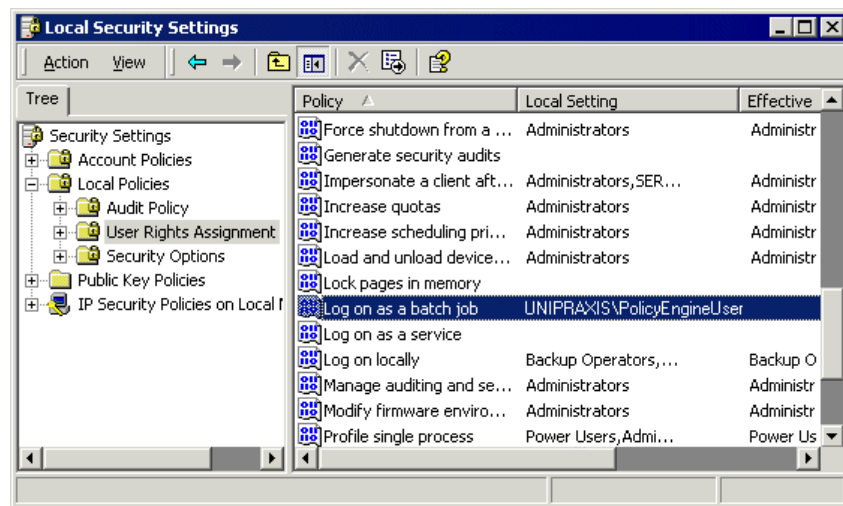 Local Security Settings
Action View
Tree
Policy Local Setting Effective
Security Settings
Account Policies
Local Policies
Audit Policy
User Rights Assignment
Security Options
Public Key Policies
IP Security Policies on Local
Force shutdown from a ... Administrators Administr
Generate security audits
Impersonate a client aft... Administrators,SER... Administr
Increase quotas Administrators Administr
Increase scheduling pri... Administrators Administr
Load and unload device... Administrators Administr
Lock pages in memory
Log on as a batch job UNIPRAXIS\PolicyEngineUser
Log on as a service
Log on locally Backup Operators,... Backup O
Manage auditing and se... Administrators Administr
Modify firmware enviro... Administrators Administr
Profile single process Power Users,Admi... Power Us